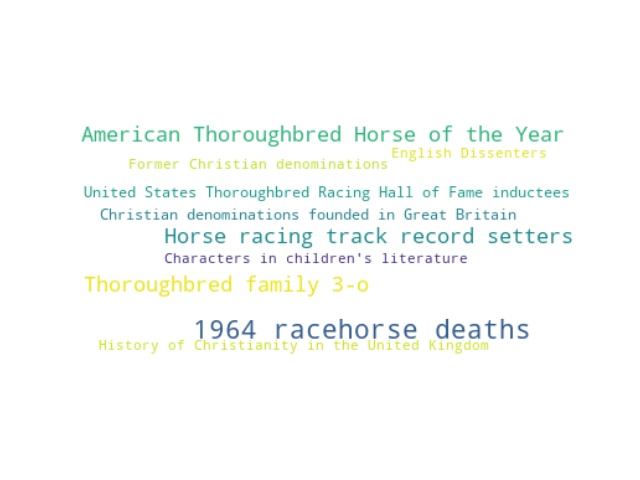 American Thoroughbred Horse of the Year
English Dissenters
Former Christian denominations
United States Thoroughbred Racing Hall of Fame inductees
Christian denominations founded in Great Britain
Horse racing track record setters
Characters in children's literature
Thoroughbred family 3-o
1964 racehorse deaths
History of Christianity in the United Kingdom